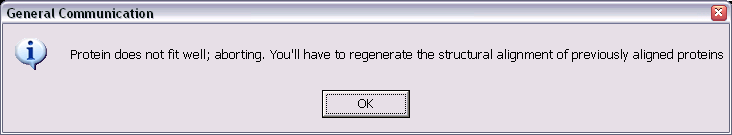 General Communication
Protein does not fit well; aborting. You'll have to regenerate the structural alignment of previously aligned proteins
OK